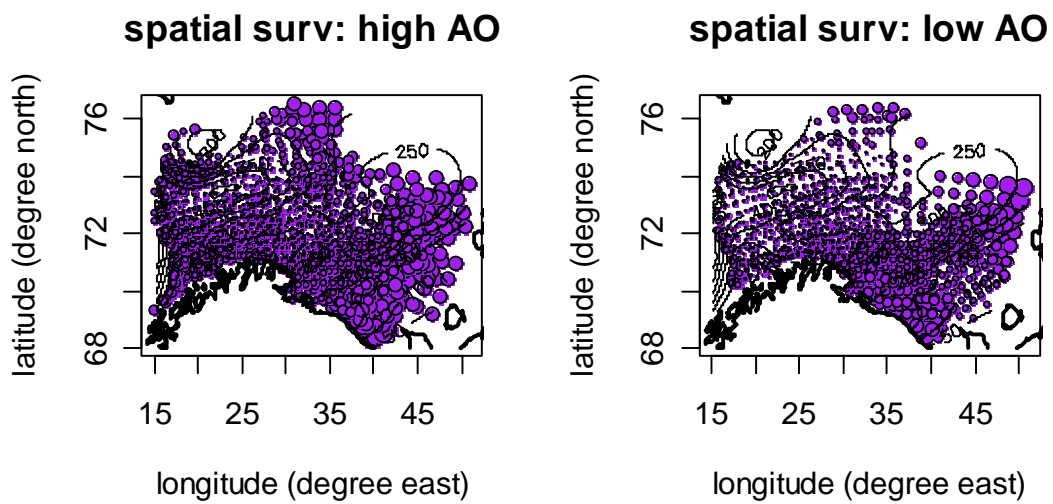 spatial surv: high AO
latitude (degree north)
76
72
68
250
15
25
35
45
longitude (degree east)
spatial surv: low AO
latitude (degree north)
76
72
68
250
15
25
35
45
longitude (degree east)